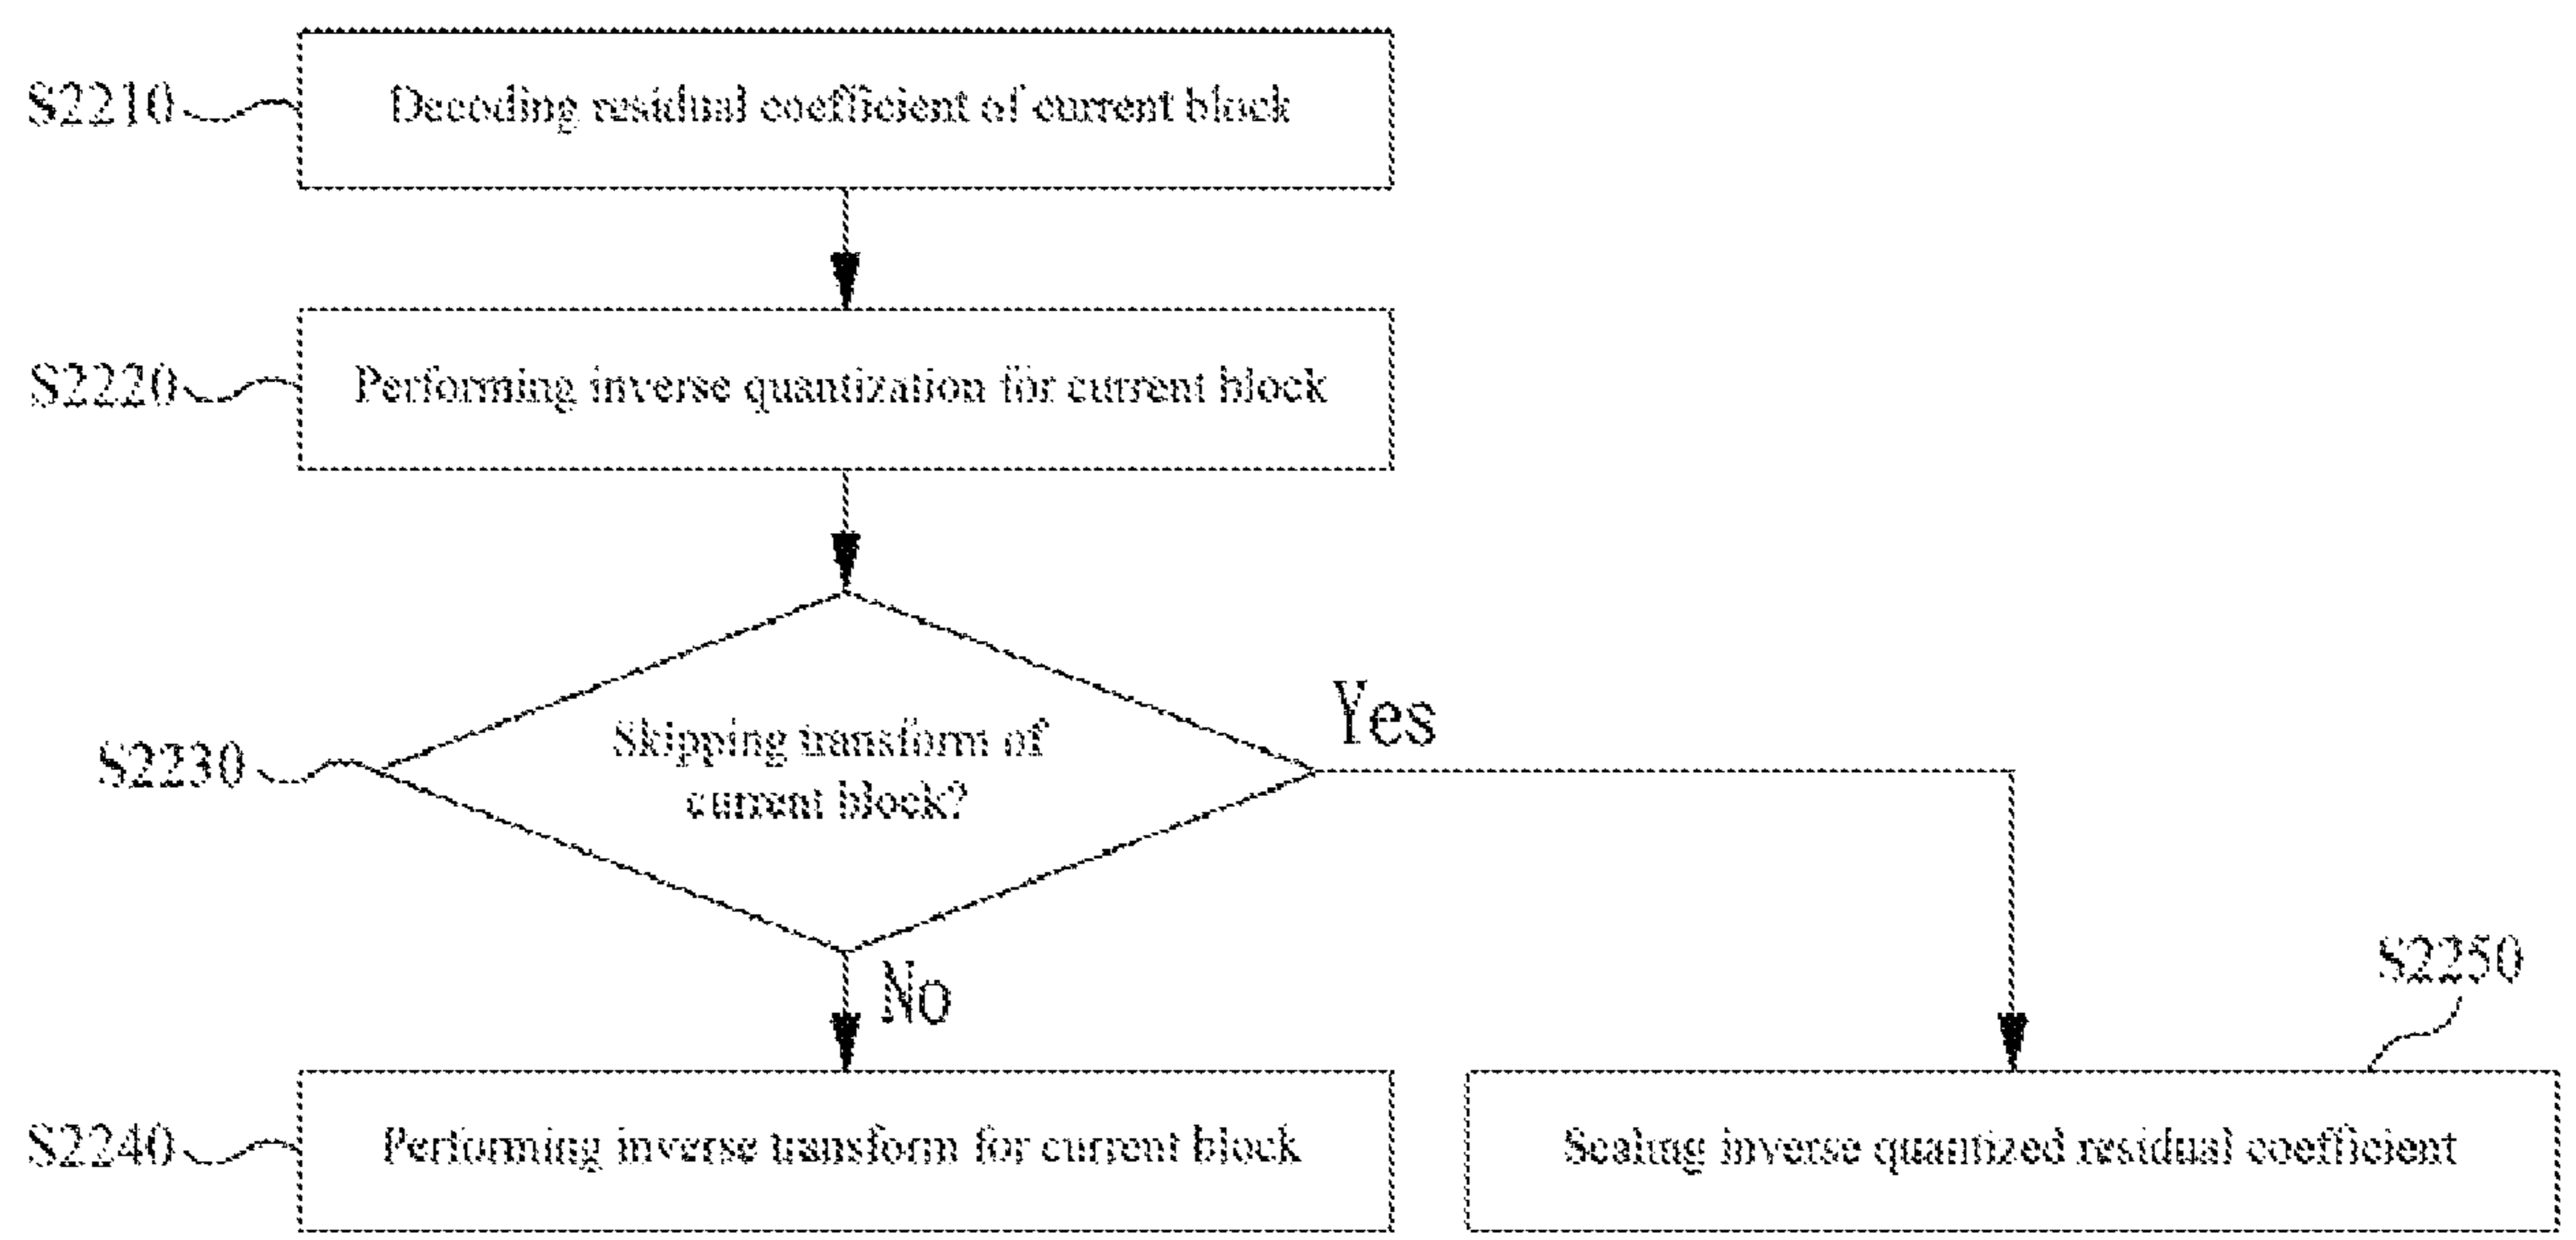 S2210
Decoding residual coefficient of current block
S2220
Performing inverse quantization for current block
S2230
Skipping transform of
current block?
Yes
No
S2250
S2240
Performing inverse transform for current block
Scaling inverse quantized residual coefficient